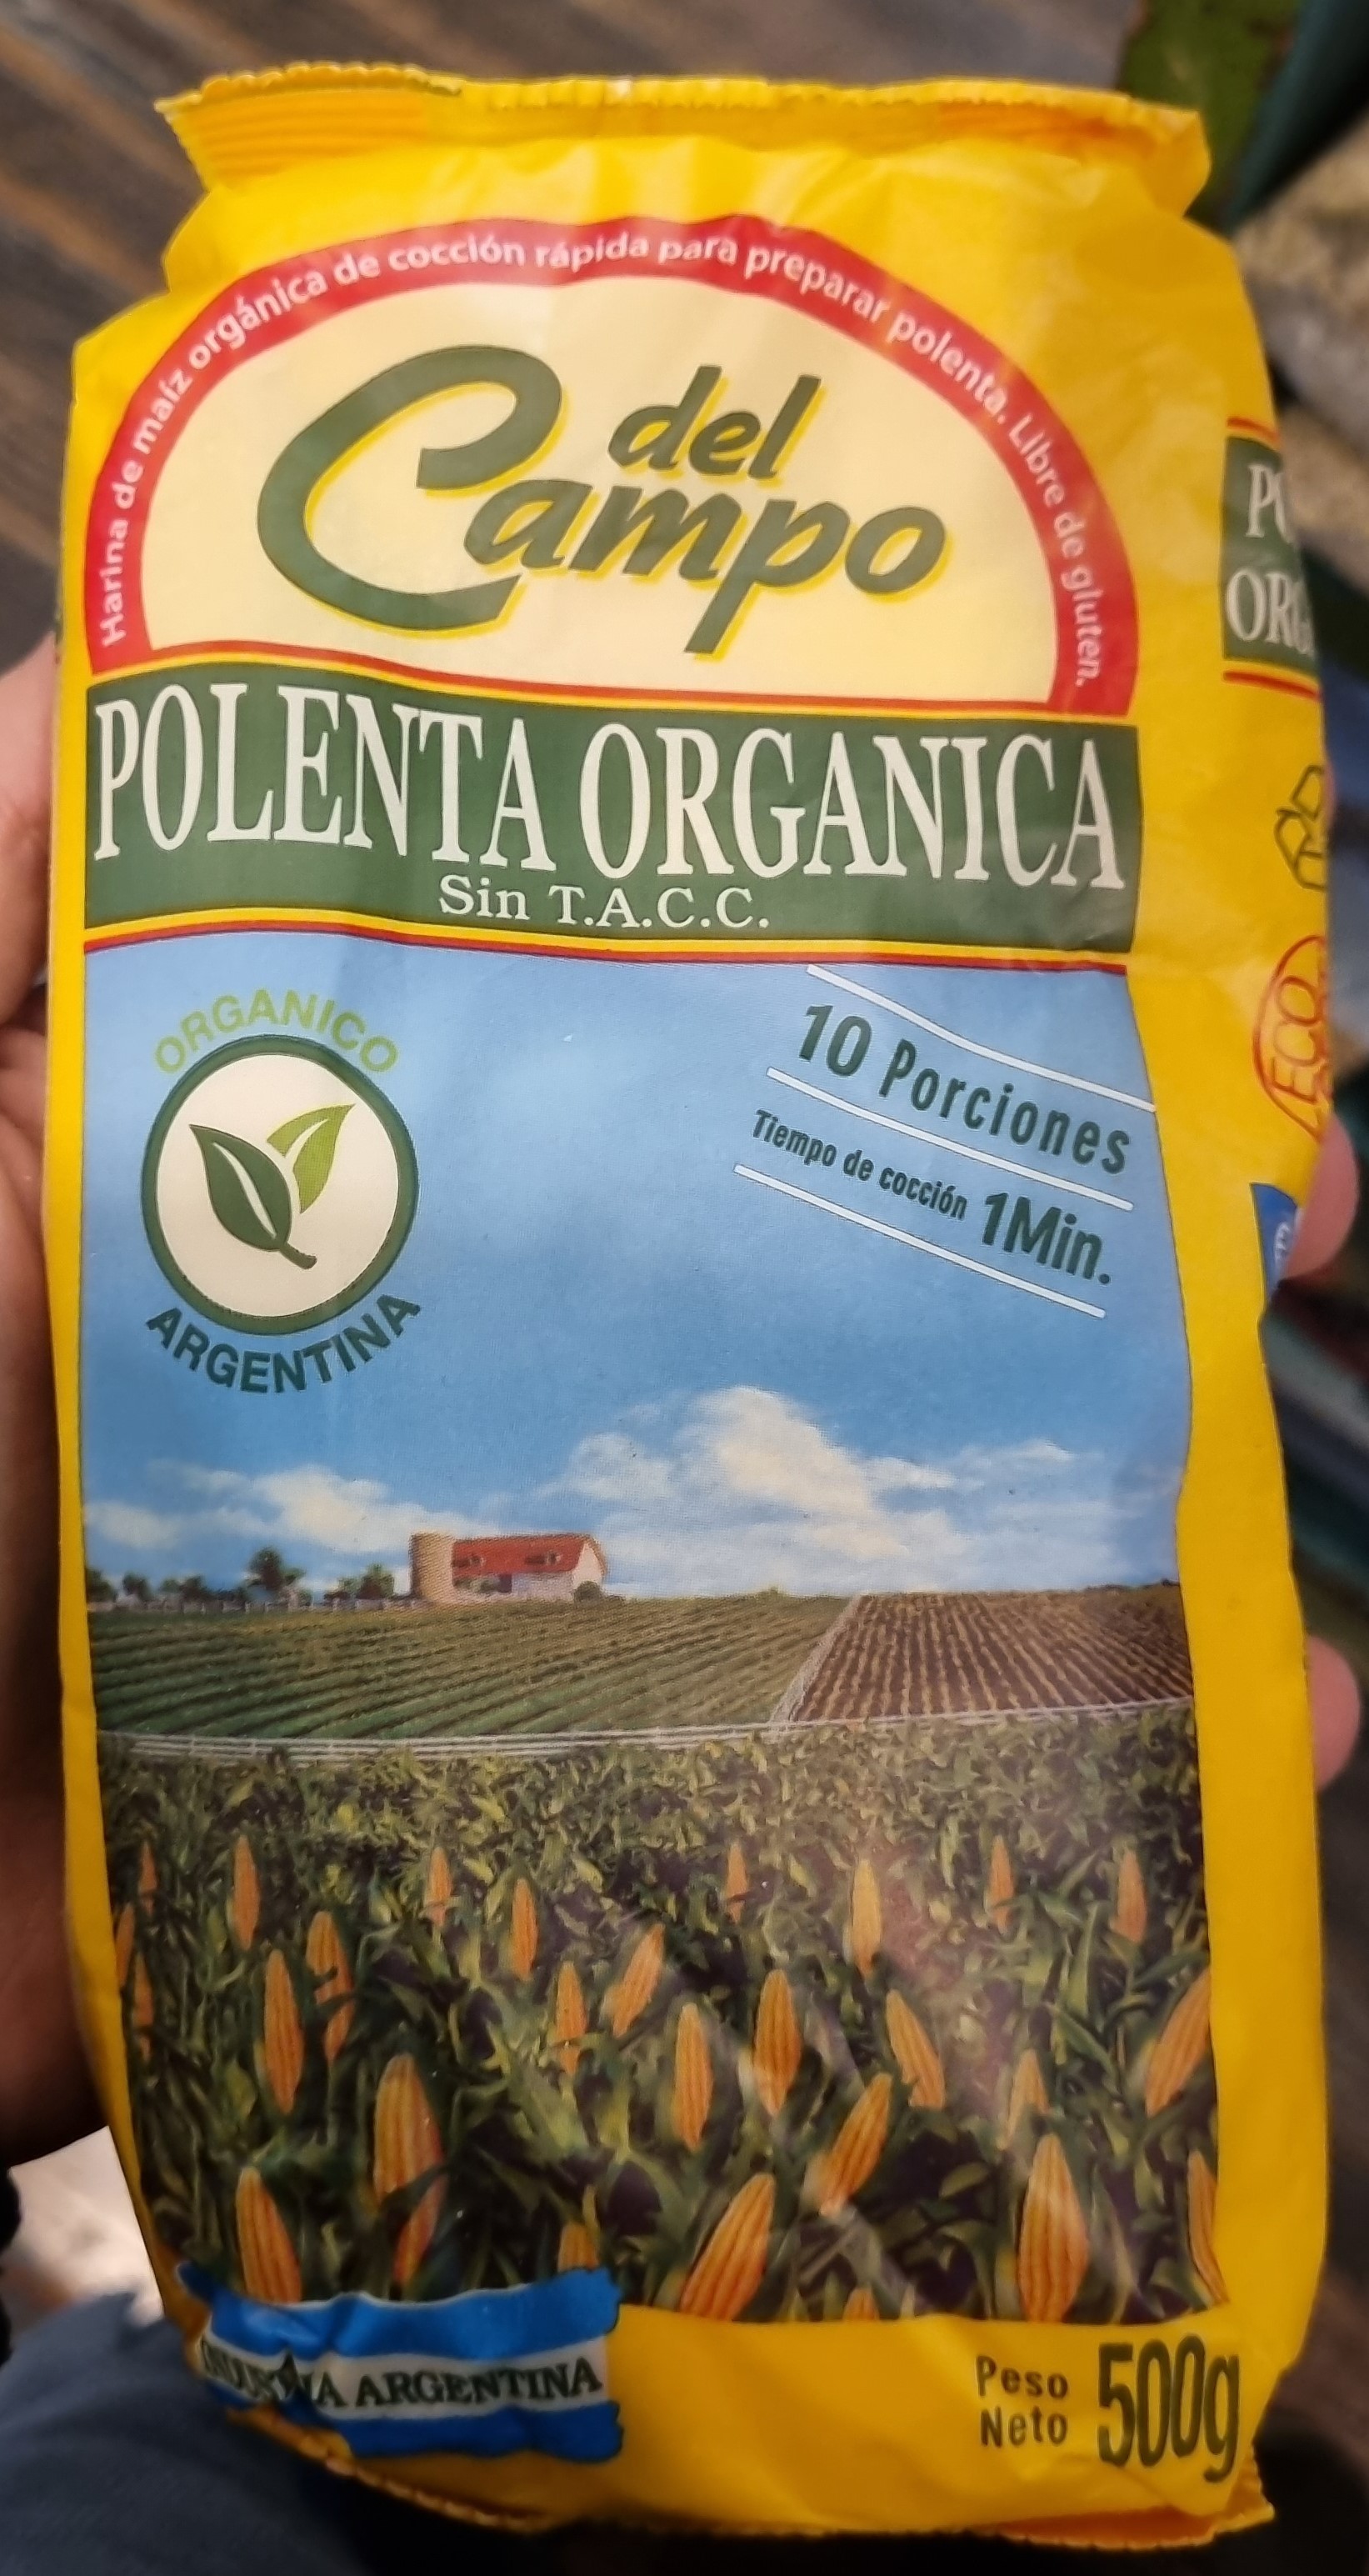 Harina de maíz orgánica de cocción rápida para preparar polenta. Libre de gluten.
del
Campo
POLENTA ORGANICA
Sin T.A.C.C.
ORGANICO
ARGENTINA
10 Porciones
Tiempo de cocción 1Min.
ARGENTINA
Peso
Neto 500g
ECO